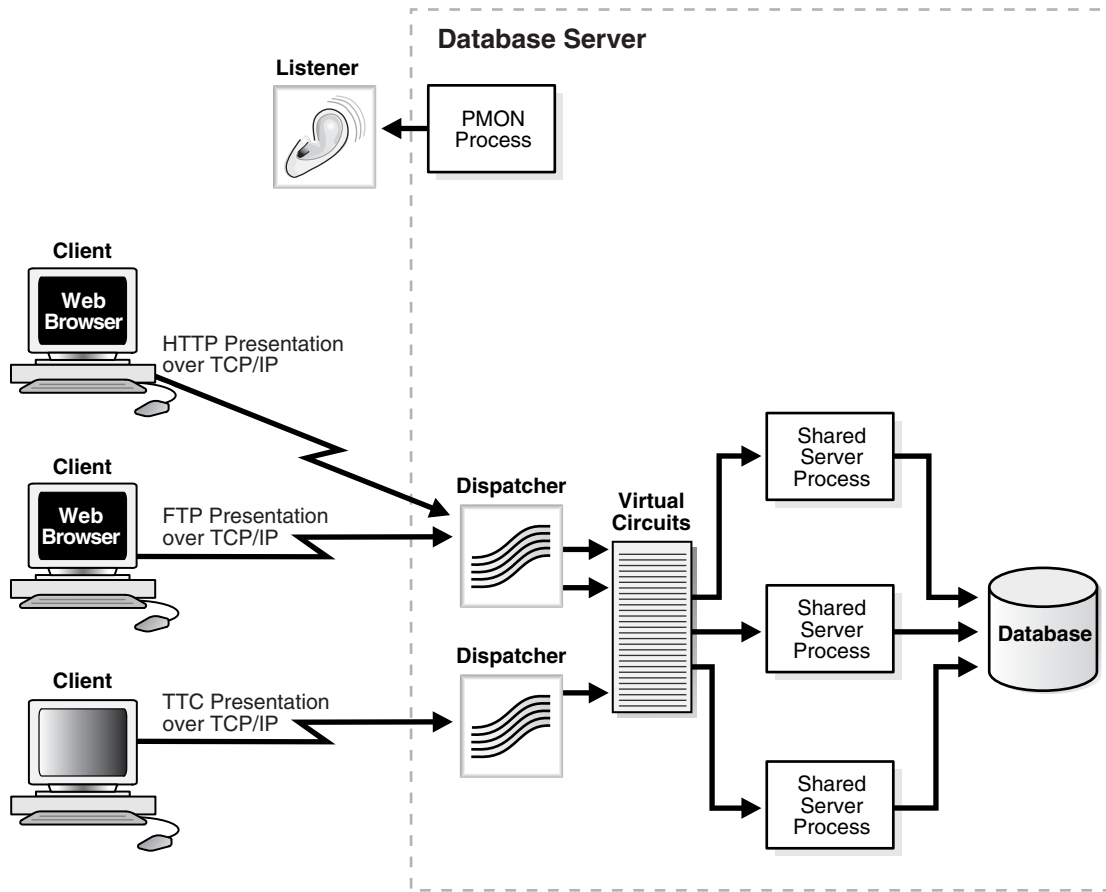 Database Server
Listener
PMON
Process
Client
Web
Browser
HTTP Presentation
over TCP/IP
Client
Web
Browser
FTP Presentation
over TCP/IP
Client
TTC Presentation
over TCP/IP
Dispatcher
Dispatcher
Virtual
Circuits
Shared
Server
Process
Shared
Server
Process
Shared
Server
Process
Database